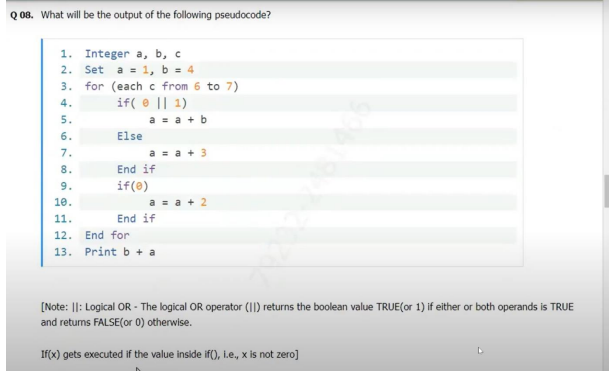 Q 08. What will be the output of the following pseudocode?
1. Integer a, b, c
2. Set a = 1, b = 4
3. for (each c from 6 to 7)
4. if( 0 || 1)
5. a = a + b
6. Else
7. a = a + 3
8. End if
9. if(0)
10. a = a + 2
11. End if
12. End for
13. Print b + a
[Note: ||: Logical OR - The logical OR operator (||) returns the boolean value TRUE(or 1) if either or both operands is TRUE
and returns FALSE(or 0) otherwise.
If(x) gets executed if the value inside if(), i.e., x is not zero]